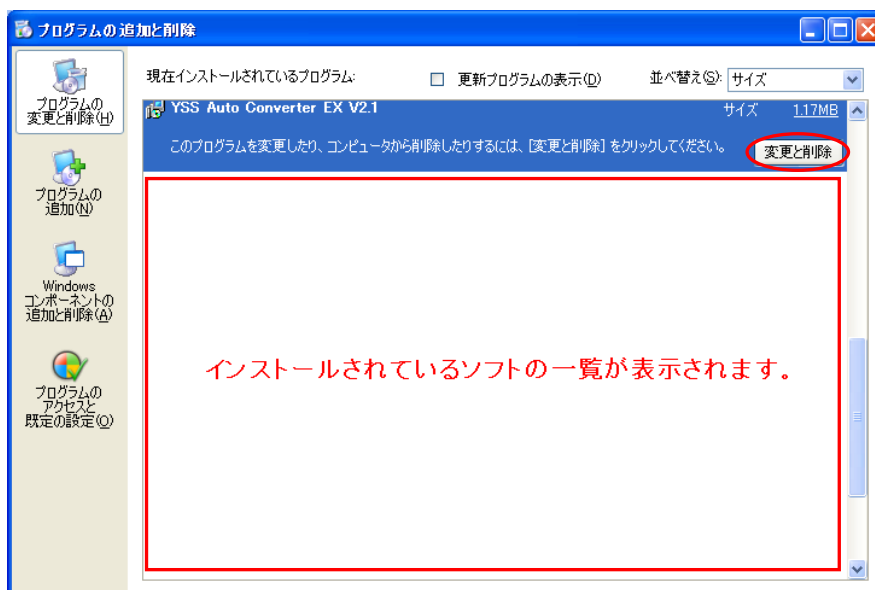 プログラムの追加と削除
プログラムの
変更と削除(H)
プログラムの
追加(N)
Windows
コンポーネントの
追加と削除(A)
プログラムの
アクセスと
既定の設定(O)
現在インストールされているプログラム: 更新プログラムの表示(D) 並べ替え(S): サイズ
YSS Auto Converter EX V2.1 サイズ 1.17MB
このプログラムを変更したり、コンピュータから削除したりするには、[変更と削除] をクリックしてください。 変更と削除
インストールされているソフトの一覧が表示されます。